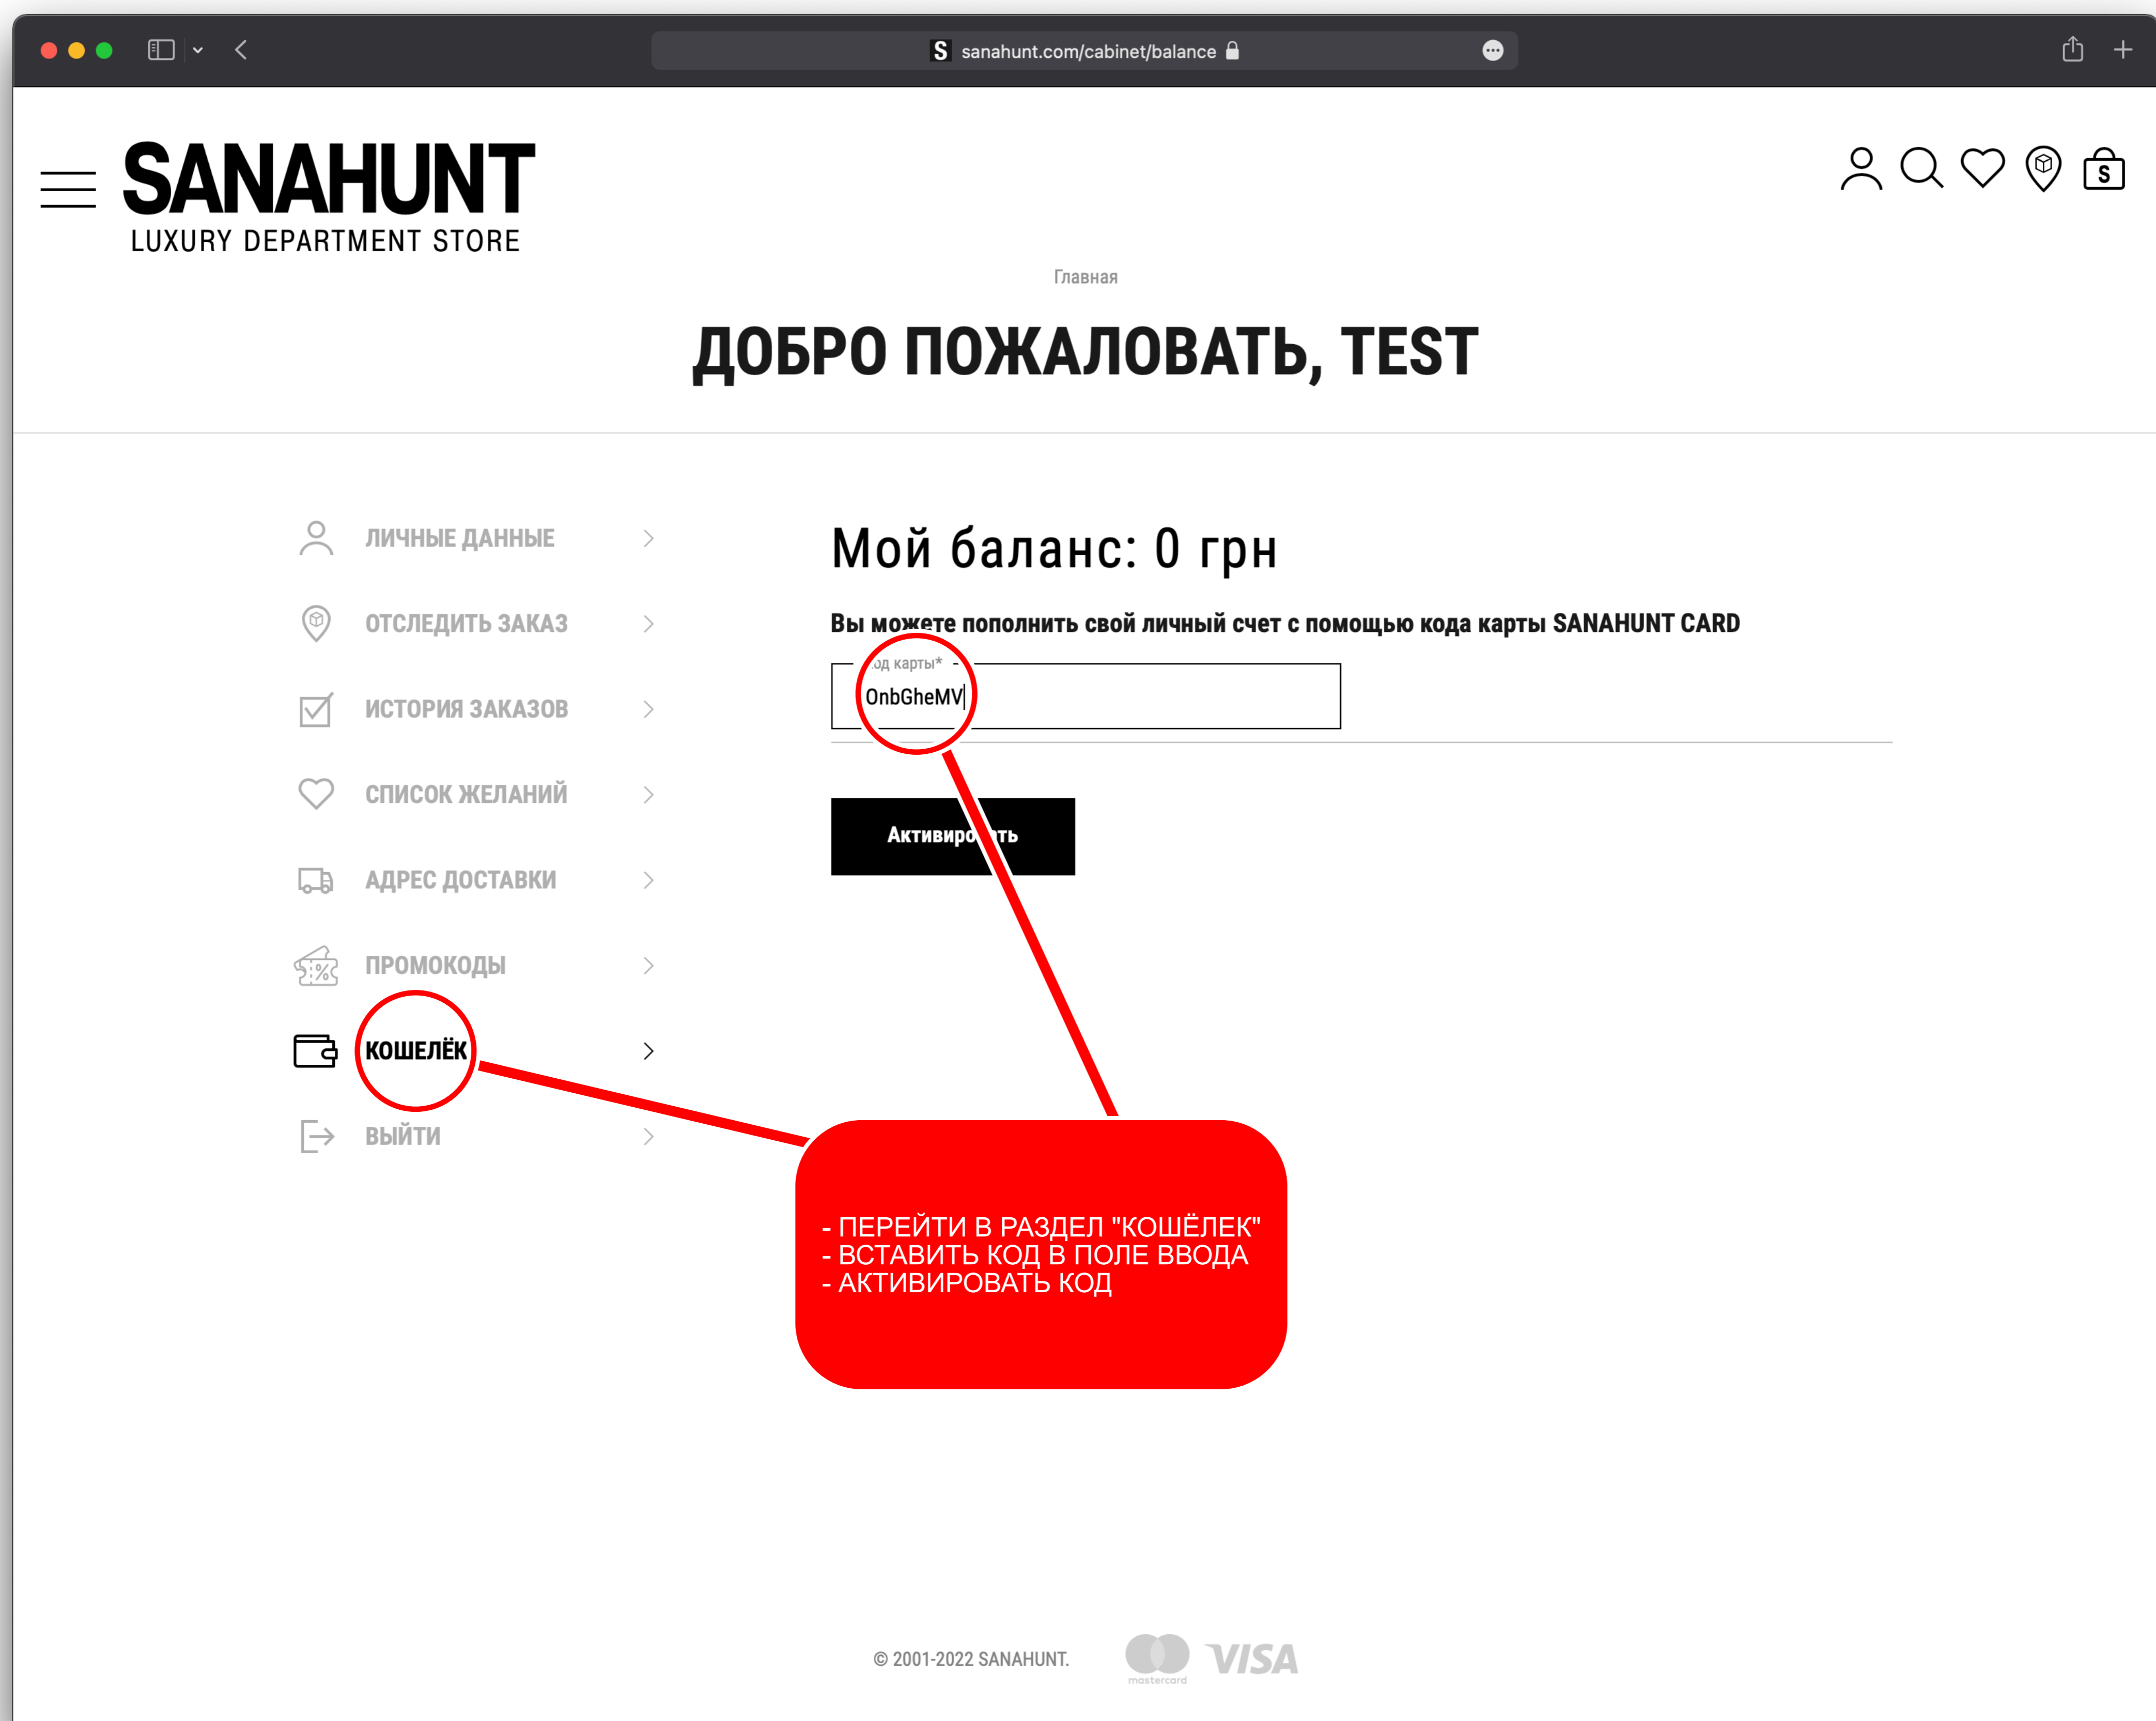 sanahunt.com/cabinet/balance
SANAHUNT
LUXURY DEPARTMENT STORE
Главная
ДОБРО ПОЖАЛОВАТЬ, TEST
ЛИЧНЫЕ ДАННЫЕ
ОТСЛЕДИТЬ ЗАКАЗ
ИСТОРИЯ ЗАКАЗОВ
СПИСОК ЖЕЛАНИЙ
АДРЕС ДОСТАВКИ
ПРОМОКОДЫ
КОШЕЛЁК
ВЫЙТИ
Мой баланс: 0 грн
Вы можете пополнить свой личный счет с помощью кода карты SANAHUNT CARD
Код карты*
OnbGheMV
Активировать
- ПЕРЕЙТИ В РАЗДЕЛ "КОШЁЛЕК"
- ВСТАВИТЬ КОД В ПОЛЕ ВВОДА
- АКТИВИРОВАТЬ КОД
© 2001-2022 SANAHUNT.
mastercard
VISA